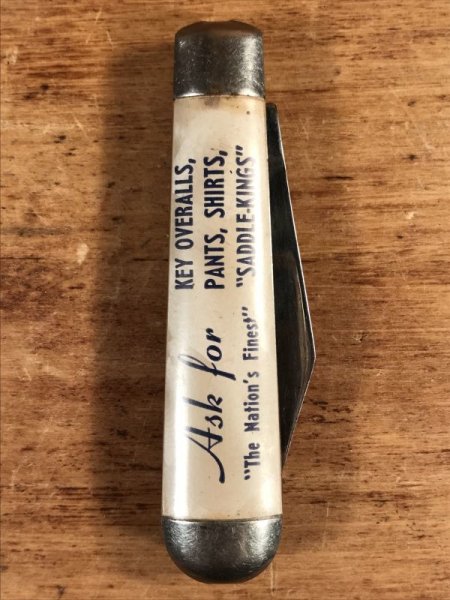 Ask for
KEY OVERALLS,
PANTS, SHIRTS,
"The Nation's Finest" "SADDLE-KINGS"